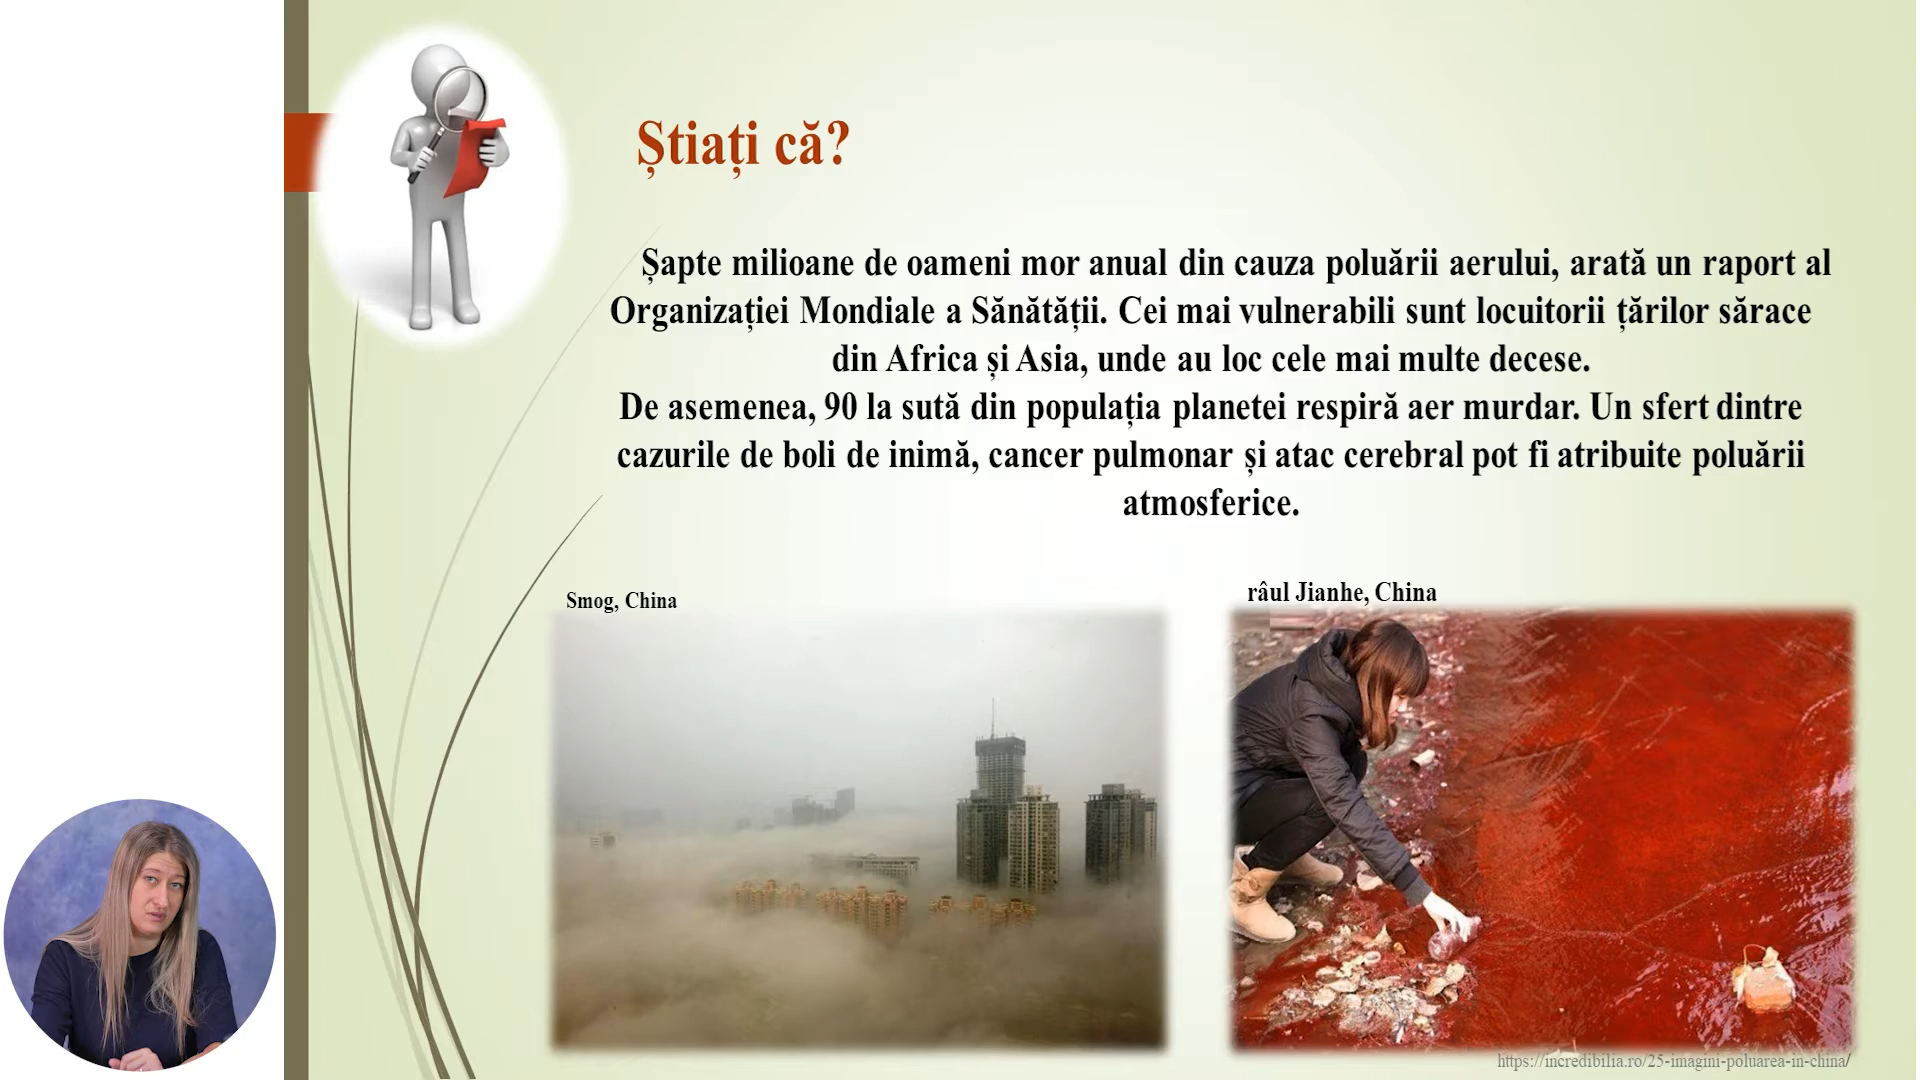 Știați că?
Șapte milioane de oameni mor anual din cauza poluării aerului, arată un raport al
Organizației Mondiale a Sănătății. Cei mai vulnerabili sunt locuitorii țărilor sărace
din Africa și Asia, unde au loc cele mai multe decese.
De asemenea, 90 la sută din populația planetei respiră aer murdar. Un sfert dintre
cazurile de boli de inimă, cancer pulmonar și atac cerebral pot fi atribuite poluării
atmosferice.
Smog, China
râul Jianhe, China
https://incredibilia.ro/25-imagini-poluarea-in-china/